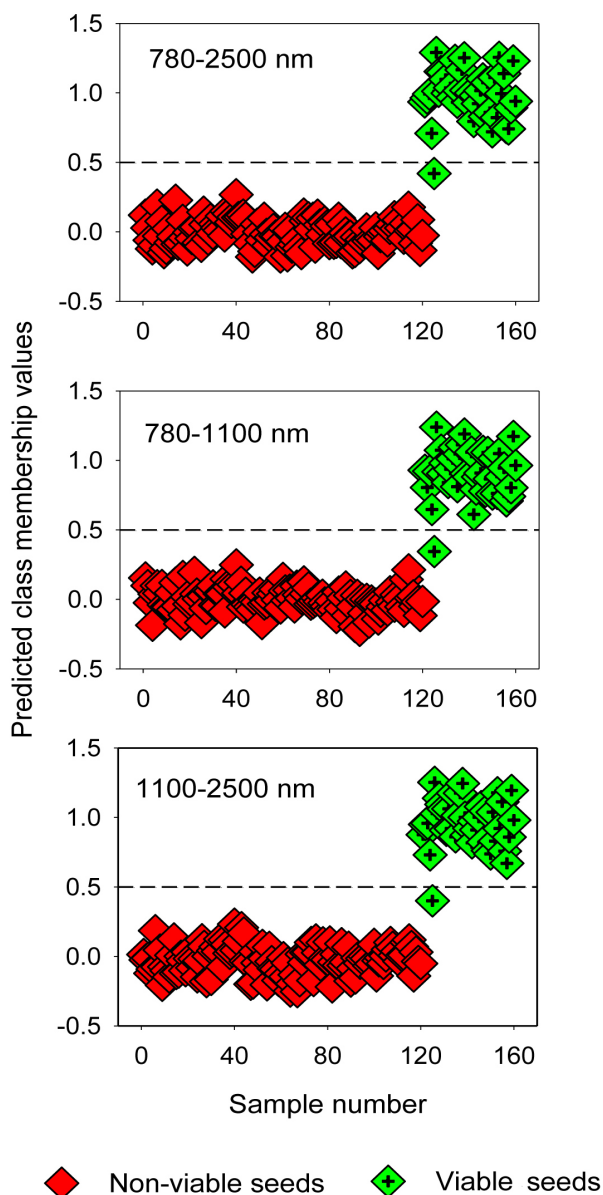 Predicted class membership values
1.5
780-2500 nm
1.0
0.5
0.0
-0.5
0 40 80 120 160
1.5
780-1100 nm
1.0
0.5
0.0
-0.5
0 40 80 120 160
1.5
1100-2500 nm
1.0
0.5
0.0
-0.5
0 40 80 120 160
Sample number
Non-viable seeds
Viable seeds